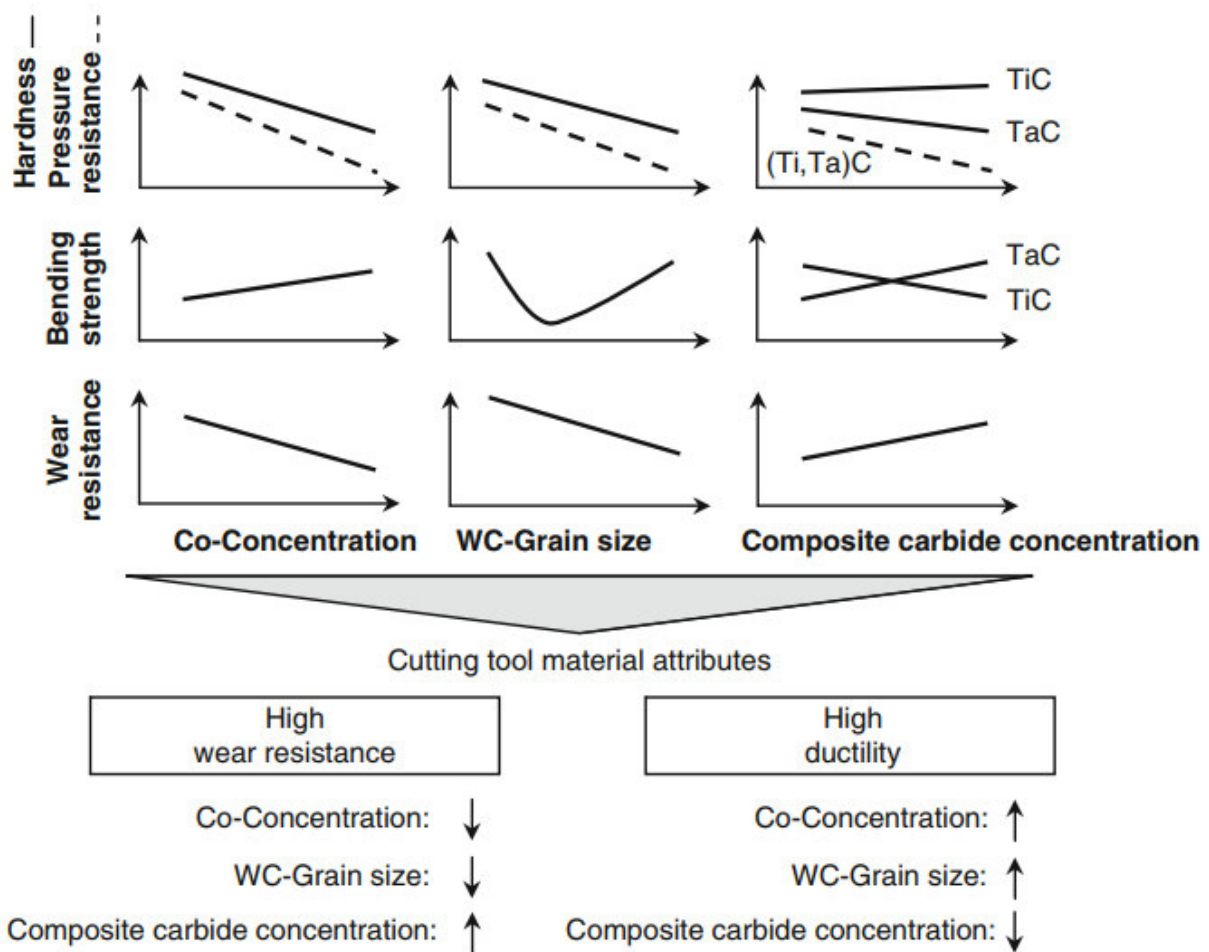 Hardness —
Pressure
resistance - -
TiC
TaC
(Ti,Ta)C
Bending
strength
TaC
TiC
Wear
resistance
Co-Concentration
WC-Grain size
Composite carbide concentration
Cutting tool material attributes
High
wear resistance
High
ductility
Co-Concentration: ↓
Co-Concentration: ↑
WC-Grain size: ↓
WC-Grain size: ↑
Composite carbide concentration: ↑
Composite carbide concentration: ↓